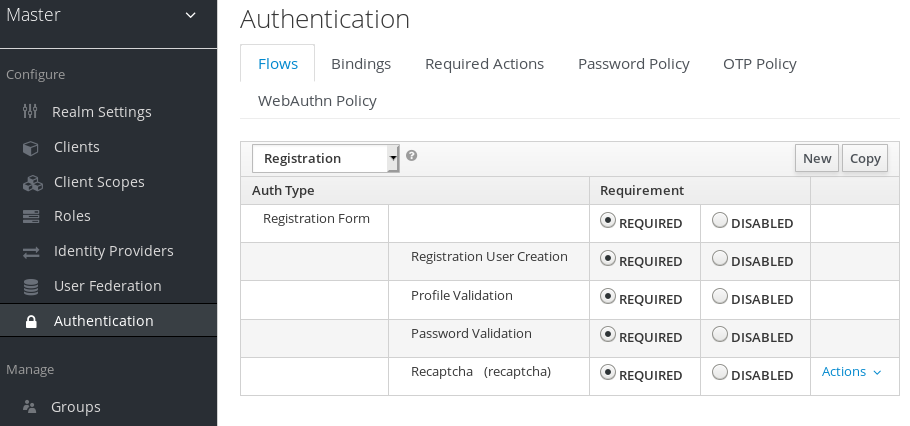 Master
Configure
Realm Settings
Clients
Client Scopes
Roles
Identity Providers
User Federation
Authentication
Manage
Groups
Authentication
Flows Bindings Required Actions Password Policy OTP Policy
WebAuthn Policy
Registration ? New Copy
Auth Type Requirement
Registration Form REQUIRED DISABLED
Registration User Creation REQUIRED DISABLED
Profile Validation REQUIRED DISABLED
Password Validation REQUIRED DISABLED
Recaptcha (recaptcha) REQUIRED DISABLED Actions